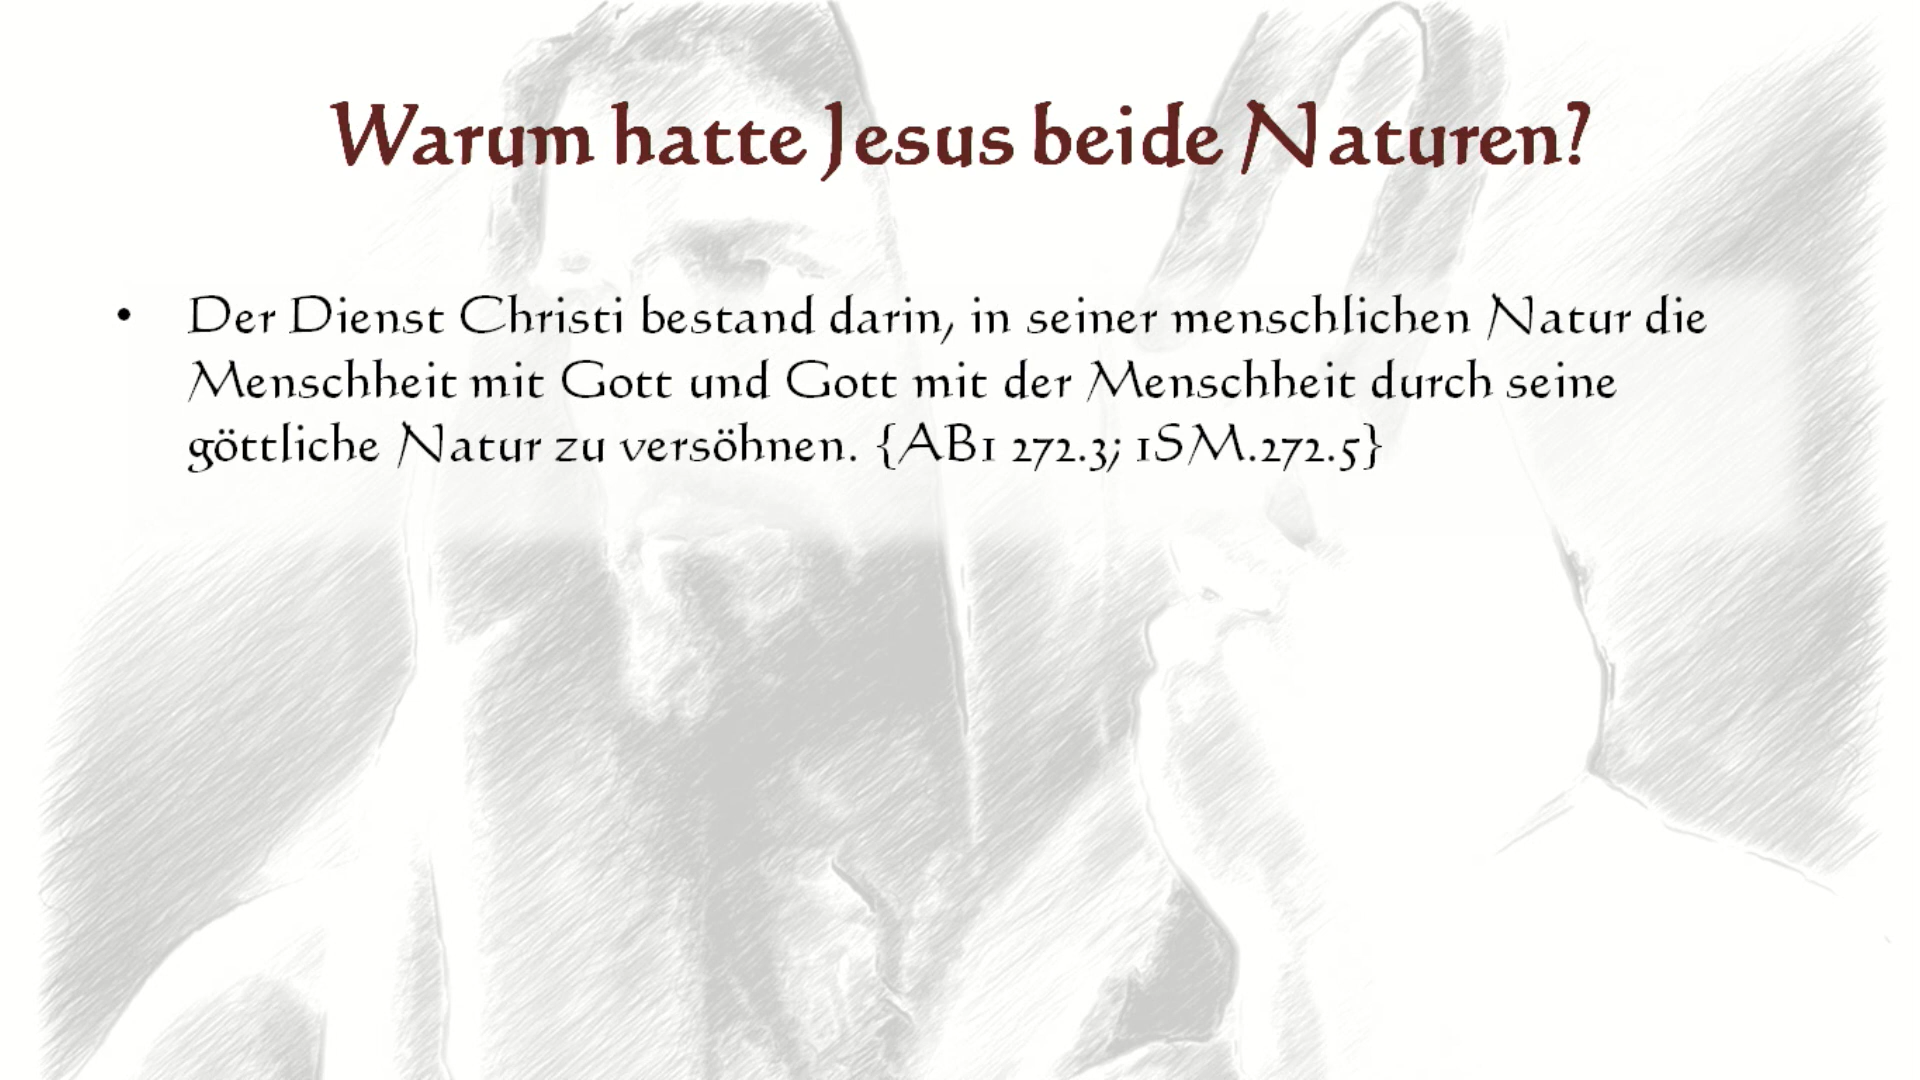 Warum hatte Jesus beide Naturen?
• Der Dienst Christi bestand darin, in seiner menschlichen Natur die
Menschheit mit Gott und Gott mit der Menschheit durch seine
göttliche Natur zu versöhnen. {AB1 272.3; 1SM.272.5}